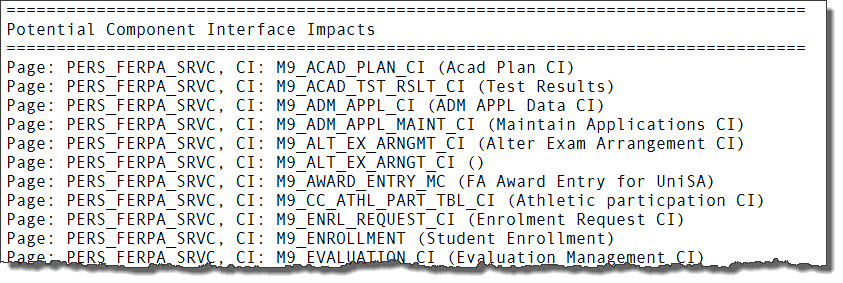 ================================================================================
Potential Component Interface Impacts
================================================================================
Page: PERS_FERPA_SRVC, CI: M9_ACAD_PLAN_CI (Acad Plan CI)
Page: PERS_FERPA_SRVC, CI: M9_ACAD_TST_RSLT_CI (Test Results)
Page: PERS_FERPA_SRVC, CI: M9_ADM_APPL_CI (ADM APPL Data CI)
Page: PERS_FERPA_SRVC, CI: M9_ADM_APPL_MAINT_CI (Maintain Applications CI)
Page: PERS_FERPA_SRVC, CI: M9_ALT_EX_ARNGMT_CI (Alter Exam Arrangement CI)
Page: PERS_FERPA_SRVC, CI: M9_ALT_EX_ARNGT_CI ()
Page: PERS_FERPA_SRVC, CI: M9_AWARD_ENTRY_MC (FA Award Entry for UniSA)
Page: PERS_FERPA_SRVC, CI: M9_CC_ATHL_PART_TBL_CI (Athletic particpation CI)
Page: PERS_FERPA_SRVC, CI: M9_ENRL_REQUEST_CI (Enrolment Request CI)
Page: PERS_FERPA_SRVC, CI: M9_ENROLLMENT (Student Enrollment)
Page: PERS_FERPA_SRVC, CI: M9_EVALUATION_CI (Evaluation Management CI)